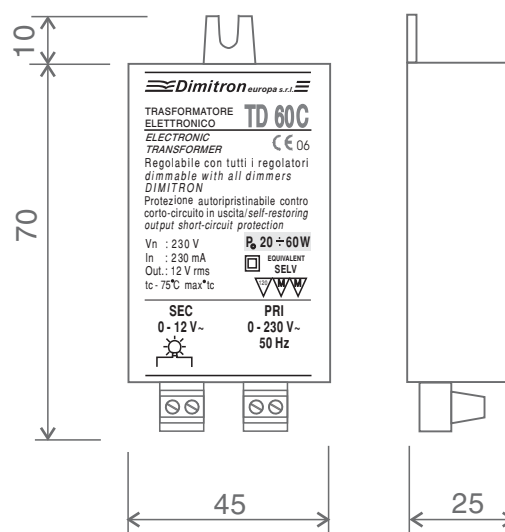 10
Dimitron europa s.r.l.
TRASFORMATORE
ELETTRONICO
TD 60C
ELECTRONIC
TRANSFORMER
CE 06
Regolabile con tutti i regolatori
dimmable with all dimmers
DIMITRON
Protezione autoripristinabile contro
corto-circuito in uscita/self-restoring
output short-circuit protection
Vn : 230 V
In : 230 mA
Out.: 12 V rms
tc - 75°C max•tc
Po 20÷60W
EQUIVALENT
SELV
120 M M
SEC
0 - 12 V~
PRI
0 - 230 V~
50 Hz
70
45
25